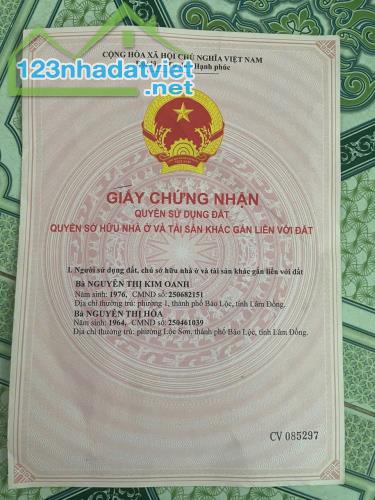 CỘNG HÒA XÃ HỘI CHỦ NGHĨA VIỆT NAM
Hạnh phúc
123nhadatviet
GIẤY CHỨNG NHẬN
QUYỀN SỬ DỤNG ĐẤT
QUYỀN SỞ HỮU NHÀ Ở VÀ TÀI SẢN KHÁC GẮN LIỀN VỚI ĐẤT
I. Người sử dụng đất, chủ sở hữu nhà ở và tài sản khác gắn liền với đất
Bà NGUYỄN THỊ KIM OANH
Năm sinh: 1976, CMND số: 250682151
Địa chỉ thường trú: phường 1, thành phố Bảo Lộc, tỉnh Lâm Đồng.
Bà NGUYỄN THỊ HÒA
Năm sinh: 1964, CMND số: 250461039
Địa chỉ thường trú: phường Lộc Sơn, thành phố Bảo Lộc, tỉnh Lâm Đồng.
CV 085297